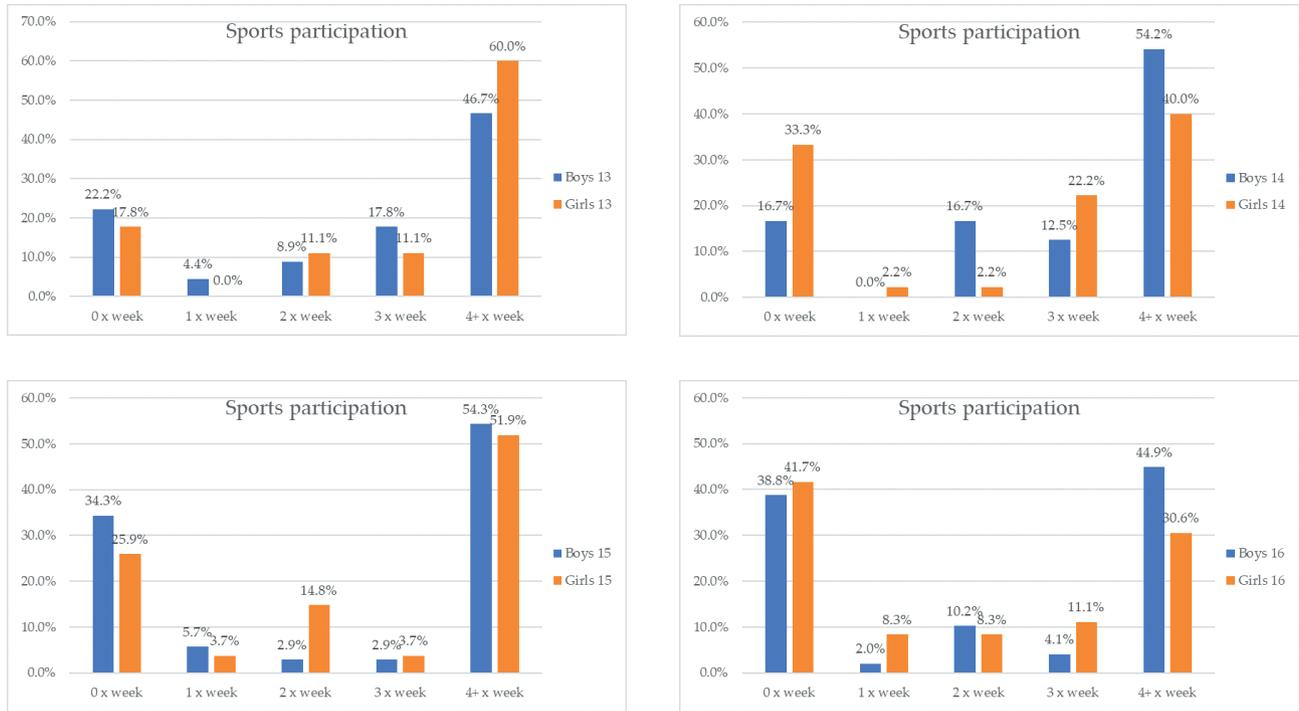 Sports participation
70.0%
60.0%
50.0%
40.0%
30.0%
20.0%
10.0%
0.0%
22.2%
17.8%
4.4%
0.0%
8.9%
11.1%
17.8%
11.1%
46.7%
60.0%
0 x week
1 x week
2 x week
3 x week
4+ x week
Boys 13
Girls 13
Sports participation
60.0%
50.0%
40.0%
30.0%
20.0%
10.0%
0.0%
16.7%
33.3%
0.0%
2.2%
16.7%
2.2%
12.5%
22.2%
54.2%
40.0%
0 x week
1 x week
2 x week
3 x week
4+ x week
Boys 14
Girls 14
Sports participation
60.0%
50.0%
40.0%
30.0%
20.0%
10.0%
0.0%
34.3%
25.9%
5.7%
3.7%
2.9%
14.8%
2.9%
3.7%
54.3%
51.9%
0 x week
1 x week
2 x week
3 x week
4+ x week
Boys 15
Girls 15
Sports participation
60.0%
50.0%
40.0%
30.0%
20.0%
10.0%
0.0%
38.8%
41.7%
2.0%
8.3%
10.2%
8.3%
4.1%
11.1%
44.9%
30.6%
0 x week
1 x week
2 x week
3 x week
4+ x week
Boys 16
Girls 16